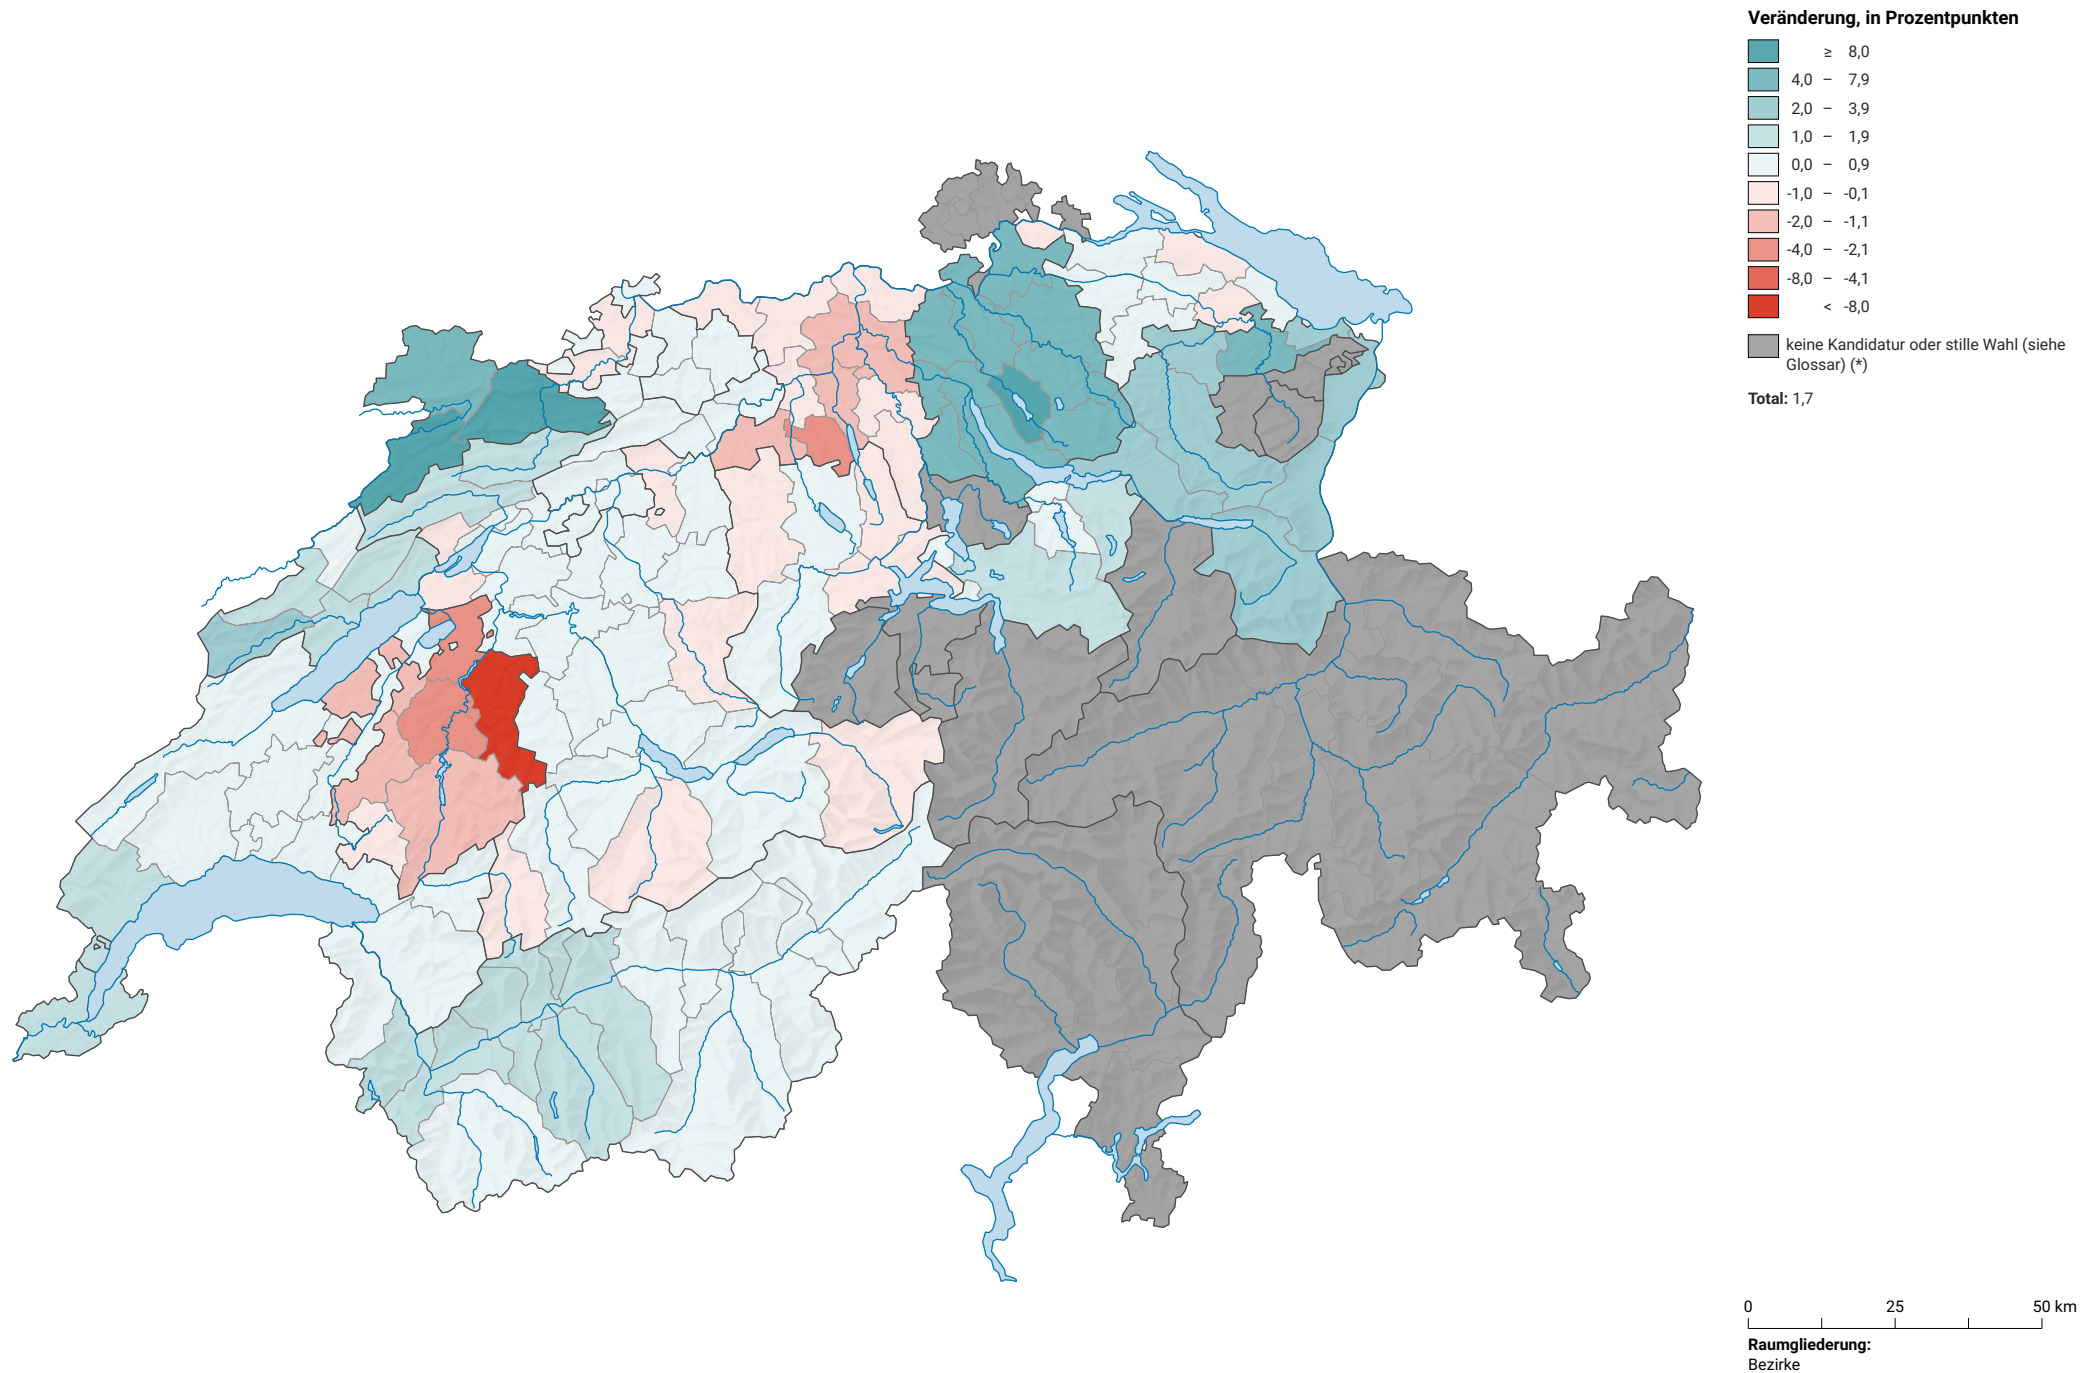 Veränderung, in Prozentpunkten
≥ 8,0
4,0 – 7,9
2,0 – 3,9
1,0 – 1,9
0,0 – 0,9
-1,0 – -0,1
-2,0 – -1,1
-4,0 – -2,1
-8,0 – -4,1
< -8,0
keine Kandidatur oder stille Wahl (siehe
Glossar) (*)
Total: 1,7
0 25 50 km
Raumgliederung:
Bezirke